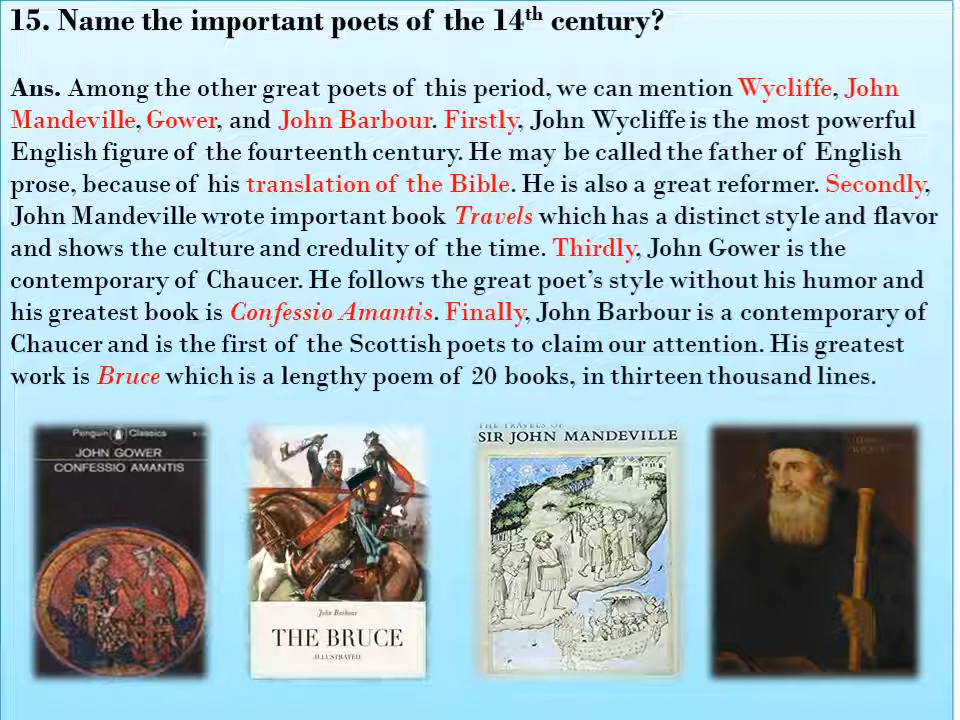 15. Name the important poets of the 14th century?
Ans. Among the other great poets of this period, we can mention Wycliffe, John
Mandeville, Gower, and John Barbour. Firstly, John Wycliffe is the most powerful
English figure of the fourteenth century. He may be called the father of English
prose, because of his translation of the Bible. He is also a great reformer. Secondly,
John Mandeville wrote important book Travels which has a distinct style and flavor
and shows the culture and credulity of the time. Thirdly, John Gower is the
contemporary of Chaucer. He follows the great poet's style without his humor and
his greatest book is Confessio Amantis. Finally, John Barbour is a contemporary of
Chaucer and is the first of the Scottish poets to claim our attention. His greatest
work is Bruce which is a lengthy poem of 20 books, in thirteen thousand lines.
Penguin Classics
JOHN GOWER
CONFESSIO AMANTIS
John Barbour
THE BRUCE
ILLUSTRATED
THE TRAVELS OF
SIR JOHN MANDEVILLE